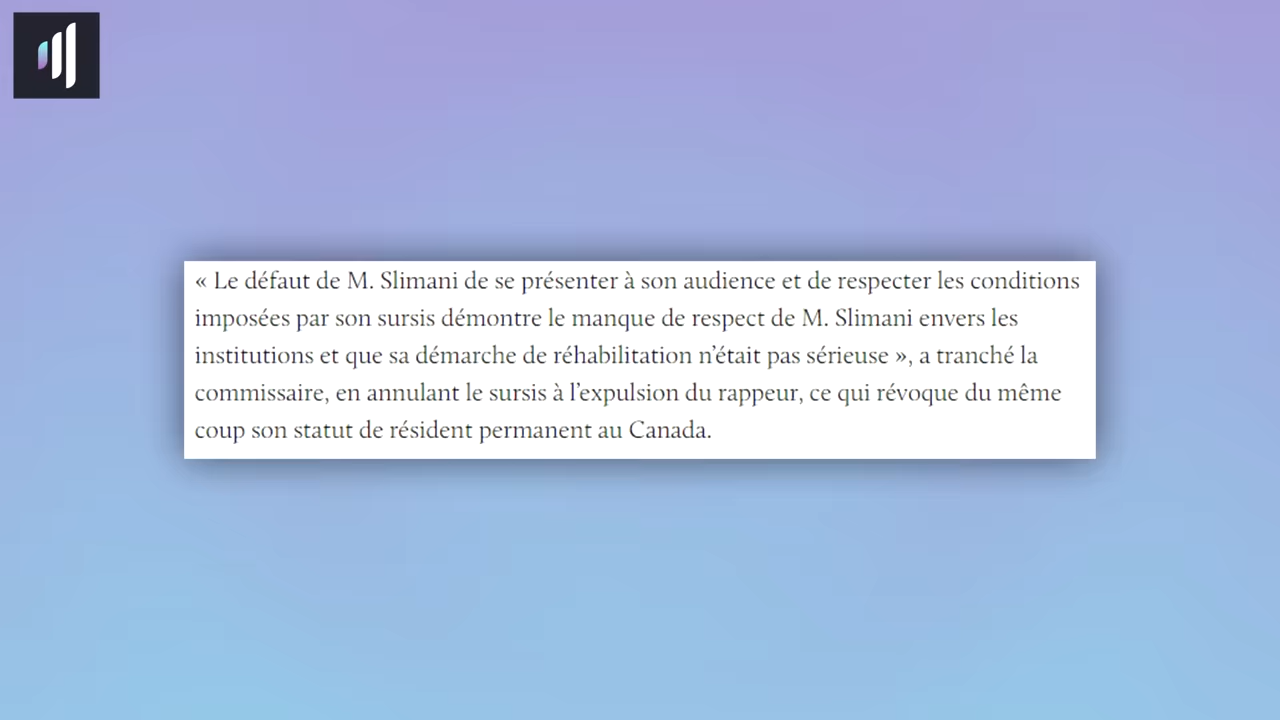 « Le défaut de M. Slimani de se présenter à son audience et de respecter les conditions
imposées par son sursis démontre le manque de respect de M. Slimani envers les
institutions et que sa démarche de réhabilitation n’était pas sérieuse », a tranché la
commissaire, en annulant le sursis à l’expulsion du rappeur, ce qui révoque du même
coup son statut de résident permanent au Canada.